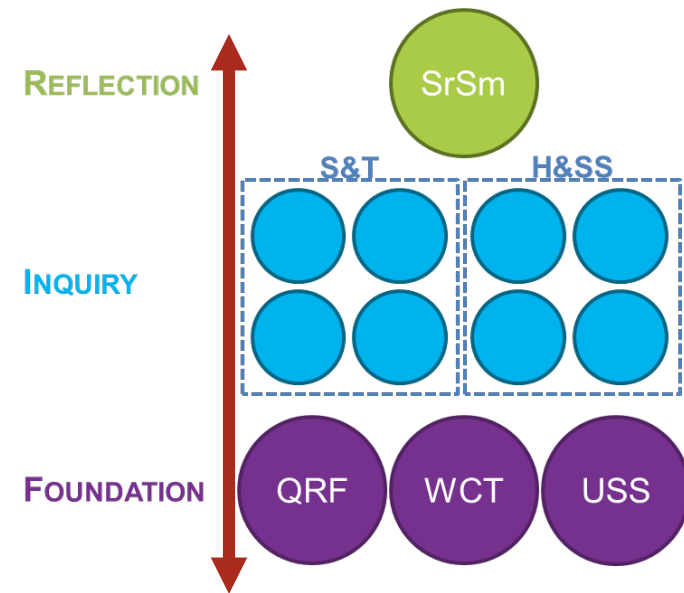 REFLECTION
SrSm
S&T
H&SS
INQUIRY
FOUNDATION
QRF
WCT
USS